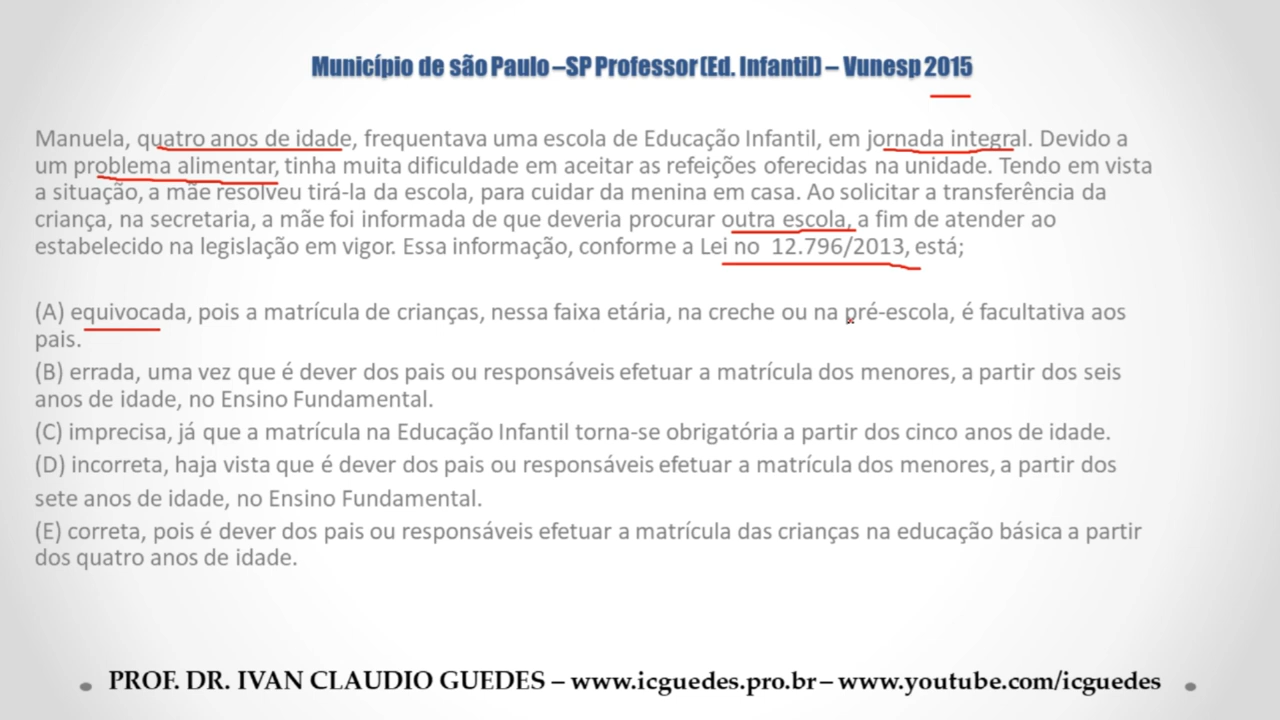 Município de são Paulo –SP Professor (Ed. Infantil) – Vunesp 2015
Manuela, quatro anos de idade, frequentava uma escola de Educação Infantil, em jornada integral. Devido a
um problema alimentar, tinha muita dificuldade em aceitar as refeições oferecidas na unidade. Tendo em vista
a situação, a mãe resolveu tirá-la da escola, para cuidar da menina em casa. Ao solicitar a transferência da
criança, na secretaria, a mãe foi informada de que deveria procurar outra escola, a fim de atender ao
estabelecido na legislação em vigor. Essa informação, conforme a Lei no 12.796/2013, está;
(A) equivocada, pois a matrícula de crianças, nessa faixa etária, na creche ou na pré-escola, é facultativa aos
pais.
(B) errada, uma vez que é dever dos pais ou responsáveis efetuar a matrícula dos menores, a partir dos seis
anos de idade, no Ensino Fundamental.
(C) imprecisa, já que a matrícula na Educação Infantil torna-se obrigatória a partir dos cinco anos de idade.
(D) incorreta, haja vista que é dever dos pais ou responsáveis efetuar a matrícula dos menores, a partir dos
sete anos de idade, no Ensino Fundamental.
(E) correta, pois é dever dos pais ou responsáveis efetuar a matrícula das crianças na educação básica a partir
dos quatro anos de idade.
PROF. DR. IVAN CLAUDIO GUEDES – www.icguedes.pro.br – www.youtube.com/icguedes